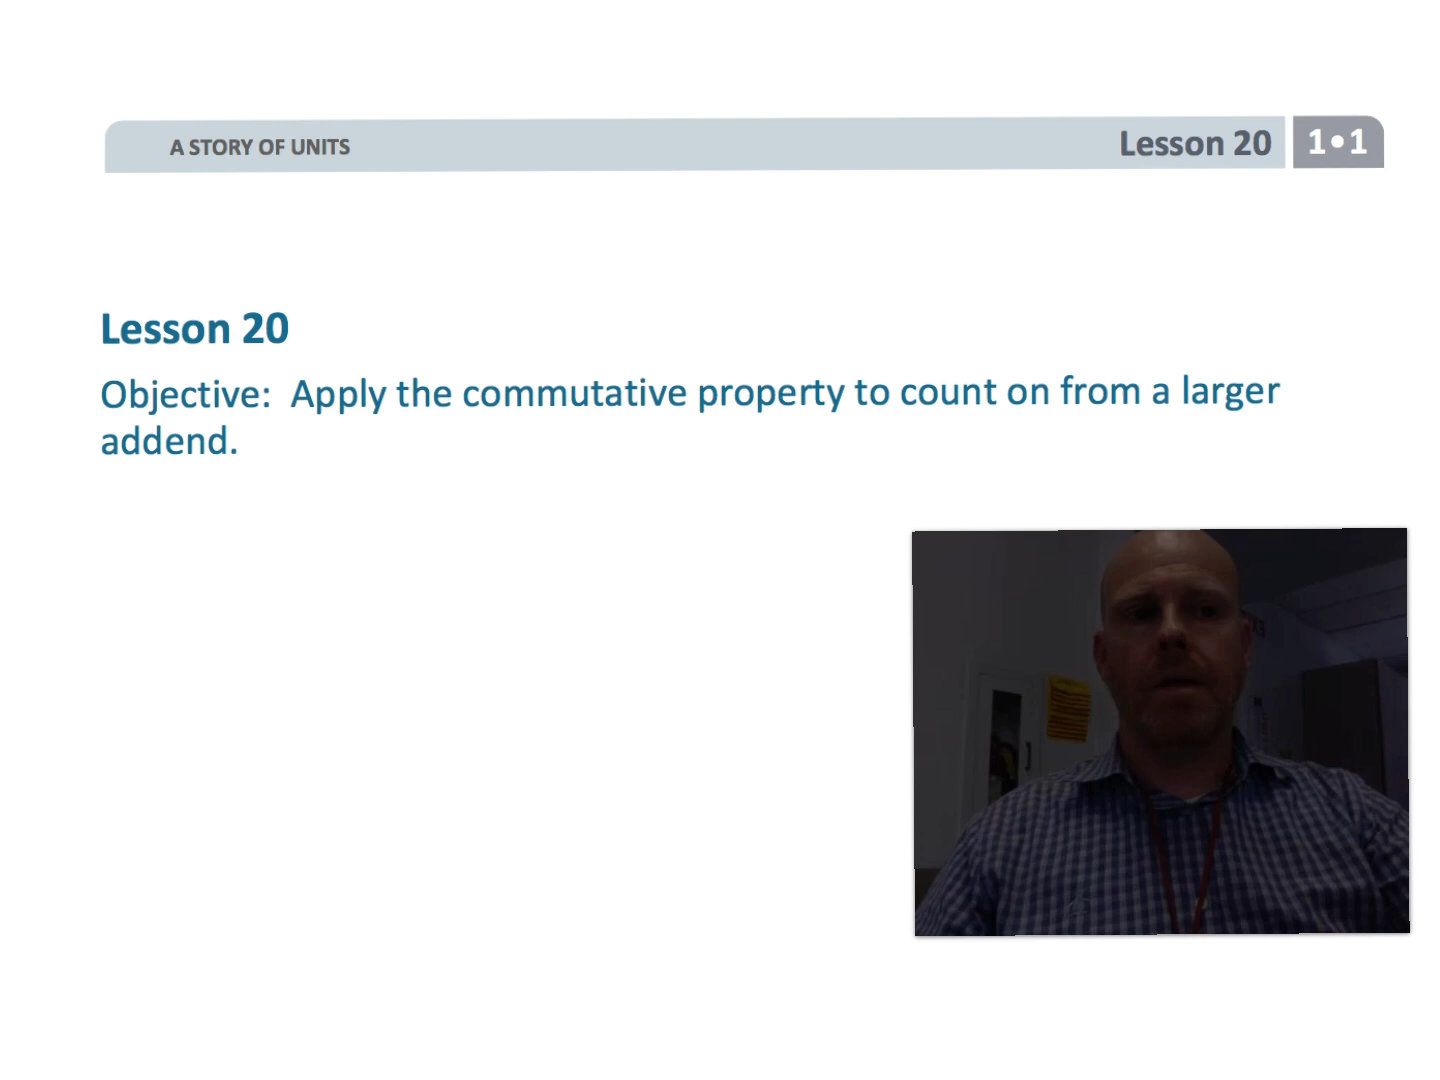 A STORY OF UNITS
Lesson 20
1•1
Lesson 20
Objective: Apply the commutative property to count on from a larger
addend.